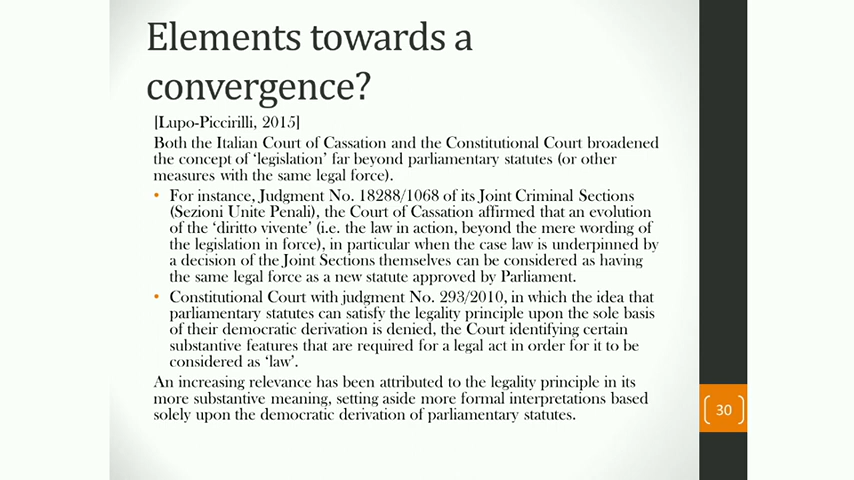 Elements towards a
convergence?
[Lupo-Piccirilli, 2015]
Both the Italian Court of Cassation and the Constitutional Court broadened
the concept of ‘legislation’ far beyond parliamentary statutes (or other
measures with the same legal force).
• For instance, Judgment No. 18288/1068 of its Joint Criminal Sections
(Sezioni Unite Penali), the Court of Cassation affirmed that an evolution
of the ‘diritto vivente’ (i.e. the law in action, beyond the mere wording of
the legislation in force), in particular when the case law is underpinned by
a decision of the Joint Sections themselves can be considered as having
the same legal force as a new statute approved by Parliament.
• Constitutional Court with judgment No. 293/2010, in which the idea that
parliamentary statutes can satisfy the legality principle upon the sole basis
of their democratic derivation is denied, the Court identifying certain
substantive features that are required for a legal act in order for it to be
considered as ‘law’.
An increasing relevance has been attributed to the legality principle in its
more substantive meaning, setting aside more formal interpretations based
solely upon the democratic derivation of parliamentary statutes.
30